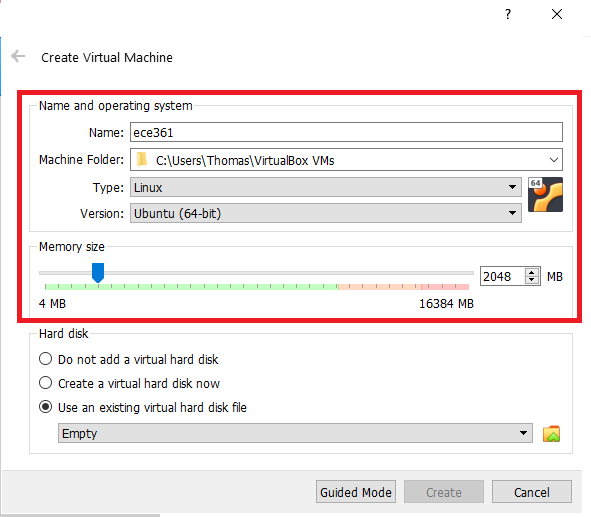 ?
Create Virtual Machine
Name and operating system
Name: ece361
Machine Folder: C:\Users\Thomas\VirtualBox VMs
Type: Linux
64
Version: Ubuntu (64-bit)
Memory size
2048 MB
4 MB 16384 MB
Hard disk
Do not add a virtual hard disk
Create a virtual hard disk now
Use an existing virtual hard disk file
Empty
Guided Mode Create Cancel